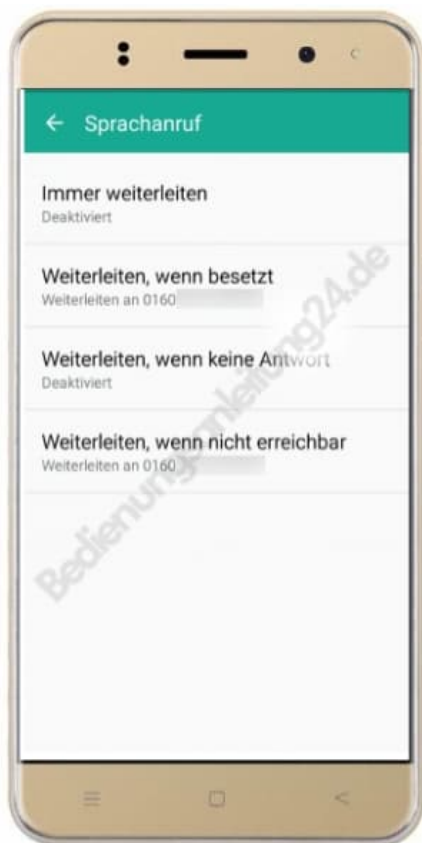 Sprachanruf
Immer weiterleiten
Deaktiviert
Weiterleiten, wenn besetzt
Weiterleiten an 0160
Weiterleiten, wenn keine Antwort
Deaktiviert
Weiterleiten, wenn nicht erreichbar
Weiterleiten an 0160
Bedienungsanleitung24.de